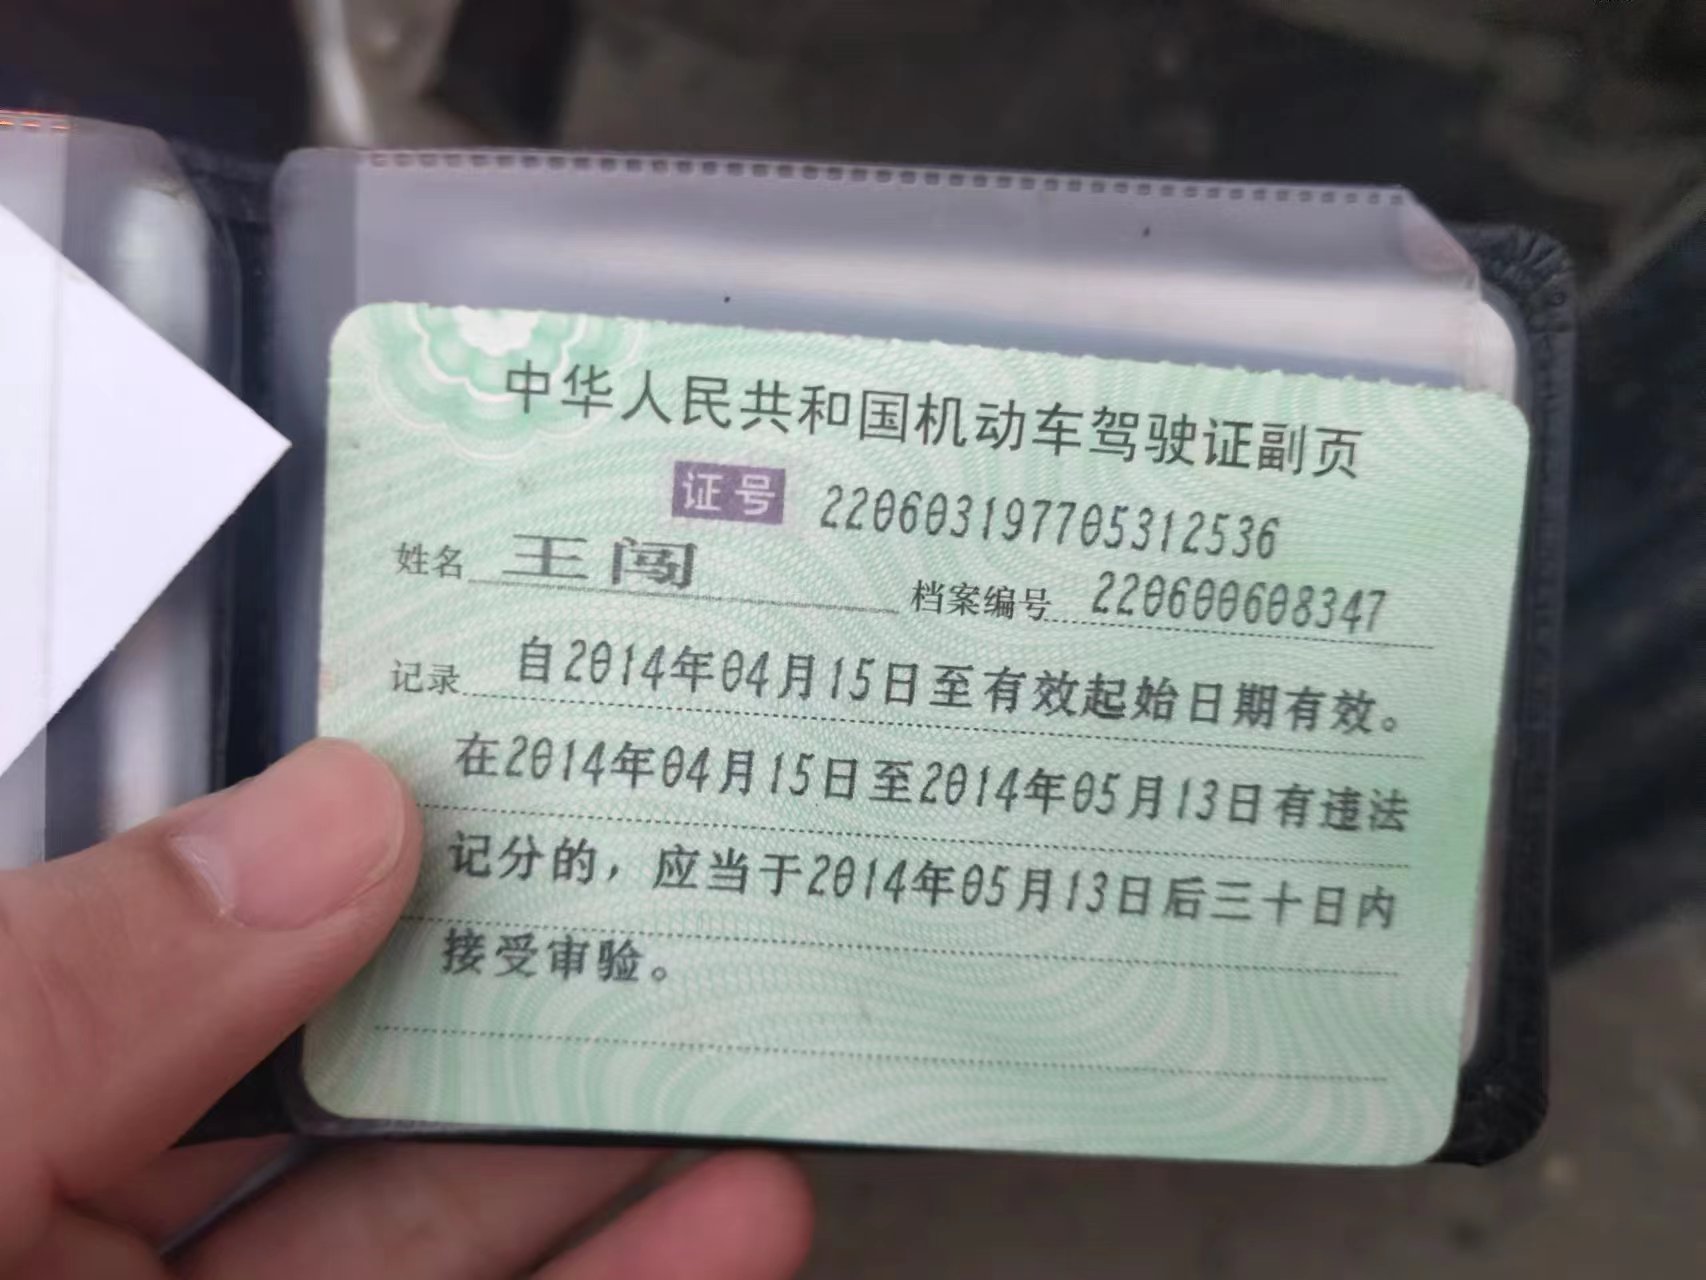 中华人民共和国机动车驾驶证副页
证号 220603197705312536
姓名 王闯 档案编号 220600608347
记录 自2014年04月15日至有效起始日期有效。
在2014年04月15日至2014年05月13日有违法
记分的，应当于2014年05月13日后三十日内
接受审验。